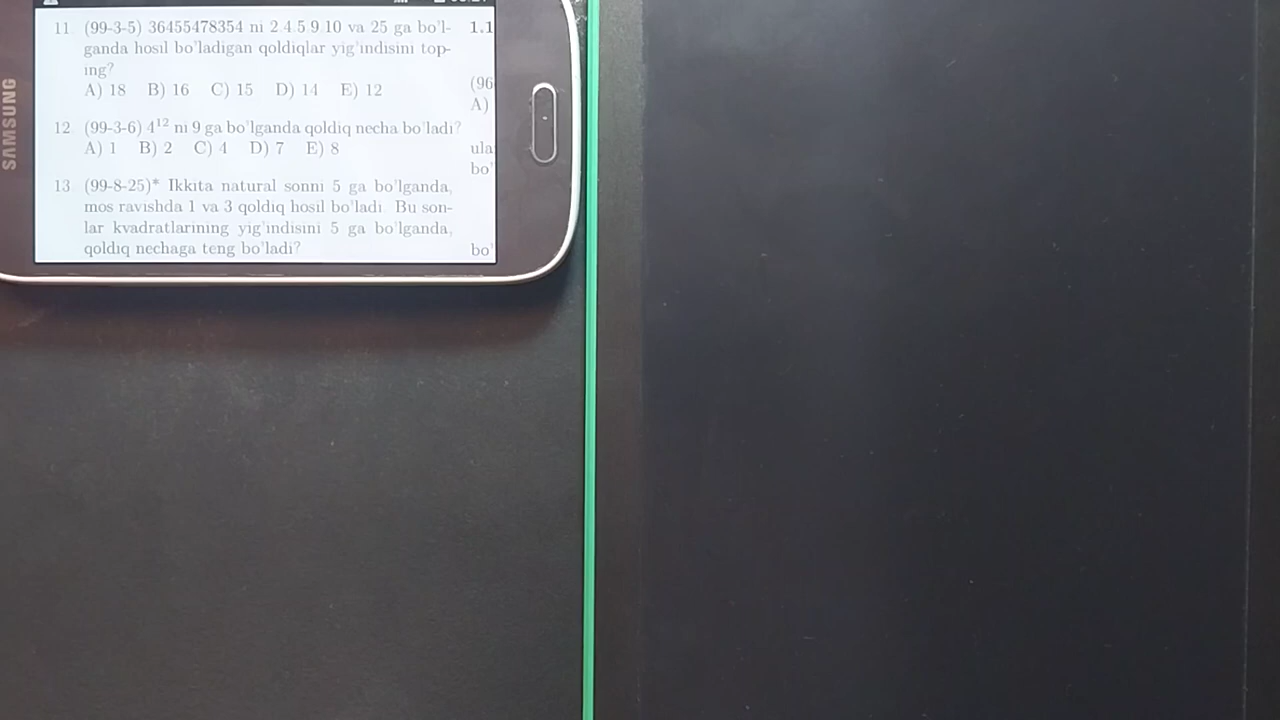 SAMSUNG
11. (99-3-5) 36455478354 ni 2.4.5.9.10 va 25 ga bo'l-
ganda hosil bo'ladigan qoldiqlar yig'indisini top-
ing?
A) 18 B) 16 C) 15 D) 14 E) 12
12. (99-3-6) 4¹² ni 9 ga bo'lganda qoldiq necha bo'ladi?
A) 1 B) 2 C) 4 D) 7 E) 8
13. (99-8-25)* Ikkita natural sonni 5 ga bo'lganda,
mos ravishda 1 va 3 qoldiq hosil bo'ladi. Bu son-
lar kvadratlarining yig'indisini 5 ga bo'lganda,
qoldiq nechaga teng bo'ladi?
1.1
(96
A)
ula
bo'
bo'